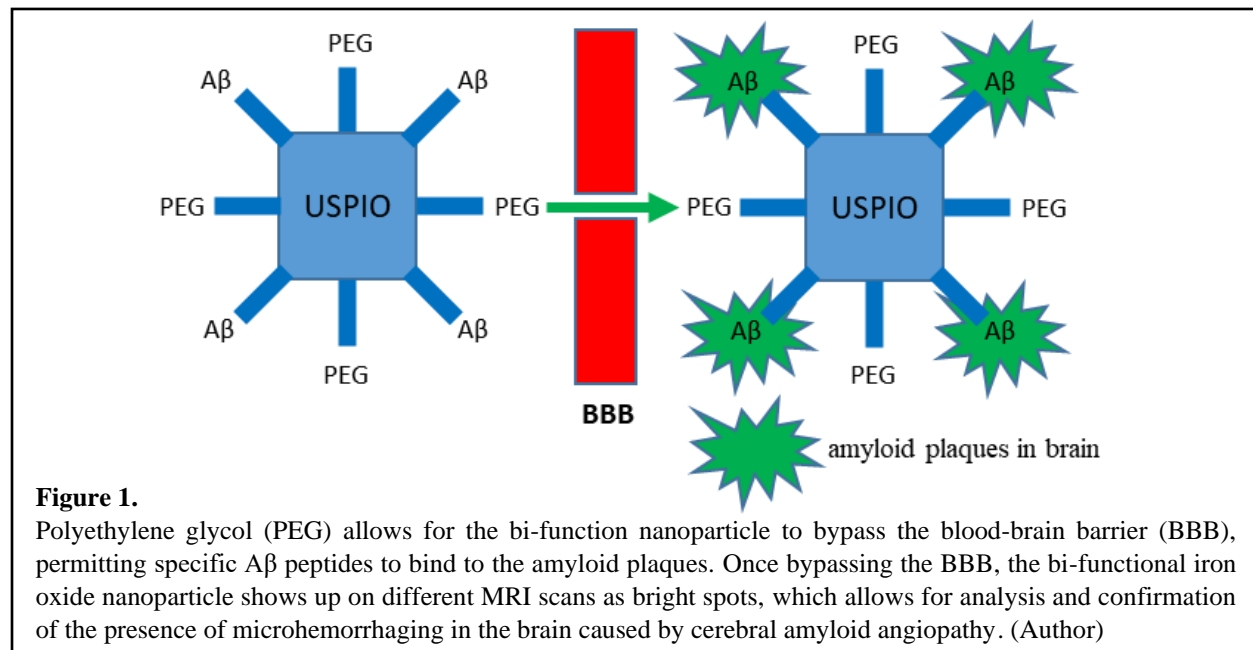 PEG
Aβ
Aβ
PEG
USPIO
PEG
Aβ
Aβ
PEG
BBB
PEG
Aβ
Aβ
PEG
USPIO
PEG
Aβ
Aβ
PEG
amyloid plaques in brain
Figure 1.
Polyethylene glycol (PEG) allows for the bi-function nanoparticle to bypass the blood-brain barrier (BBB),
permitting specific Aβ peptides to bind to the amyloid plaques. Once bypassing the BBB, the bi-functional iron
oxide nanoparticle shows up on different MRI scans as bright spots, which allows for analysis and confirmation
of the presence of microhemorrhaging in the brain caused by cerebral amyloid angiopathy. (Author)